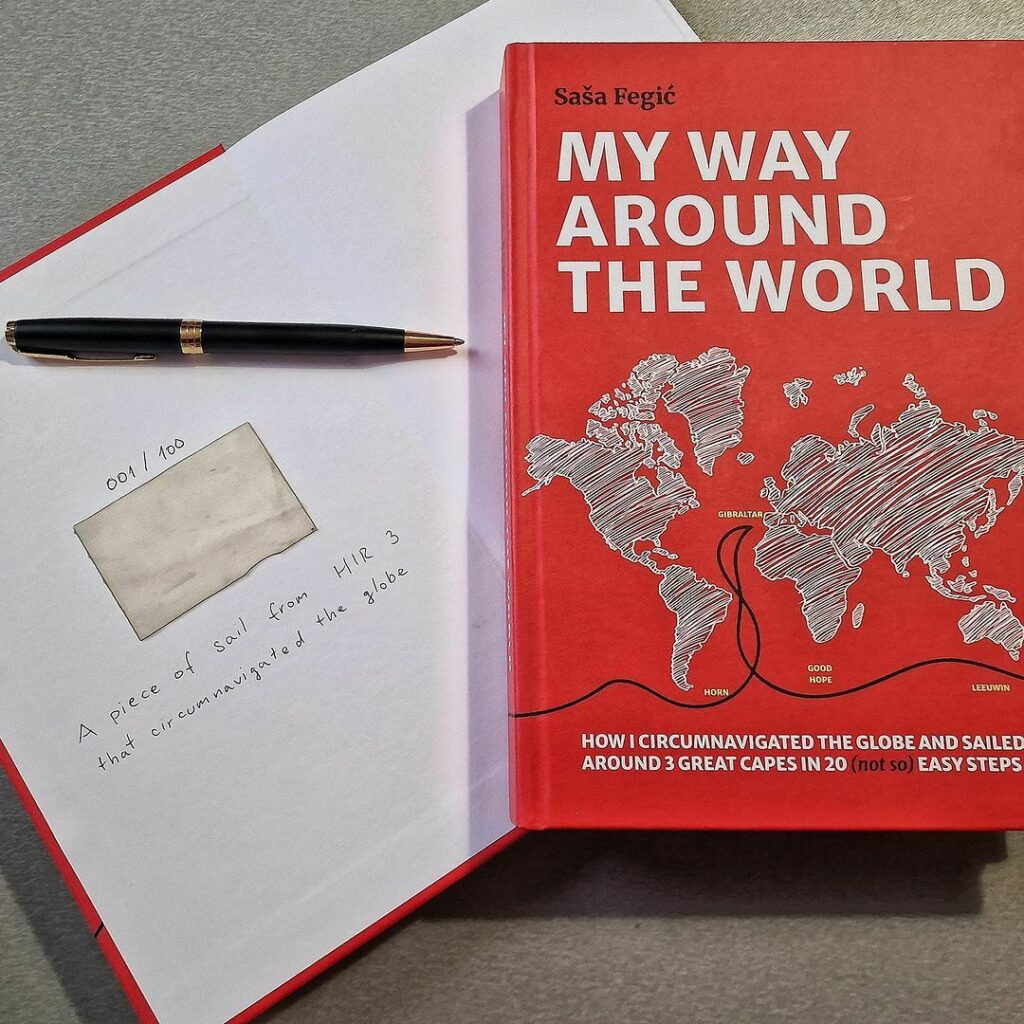 001 / 100
A piece of sail from HIR 3
that circumnavigated the globe
Saša Fegić
MY WAY
AROUND
THE WORLD
GIBRALTAR
GOOD
HOPE
HORN
LEEUWIN
HOW I CIRCUMNAVIGATED THE GLOBE AND SAILED
AROUND 3 GREAT CAPES IN 20 (not so) EASY STEPS